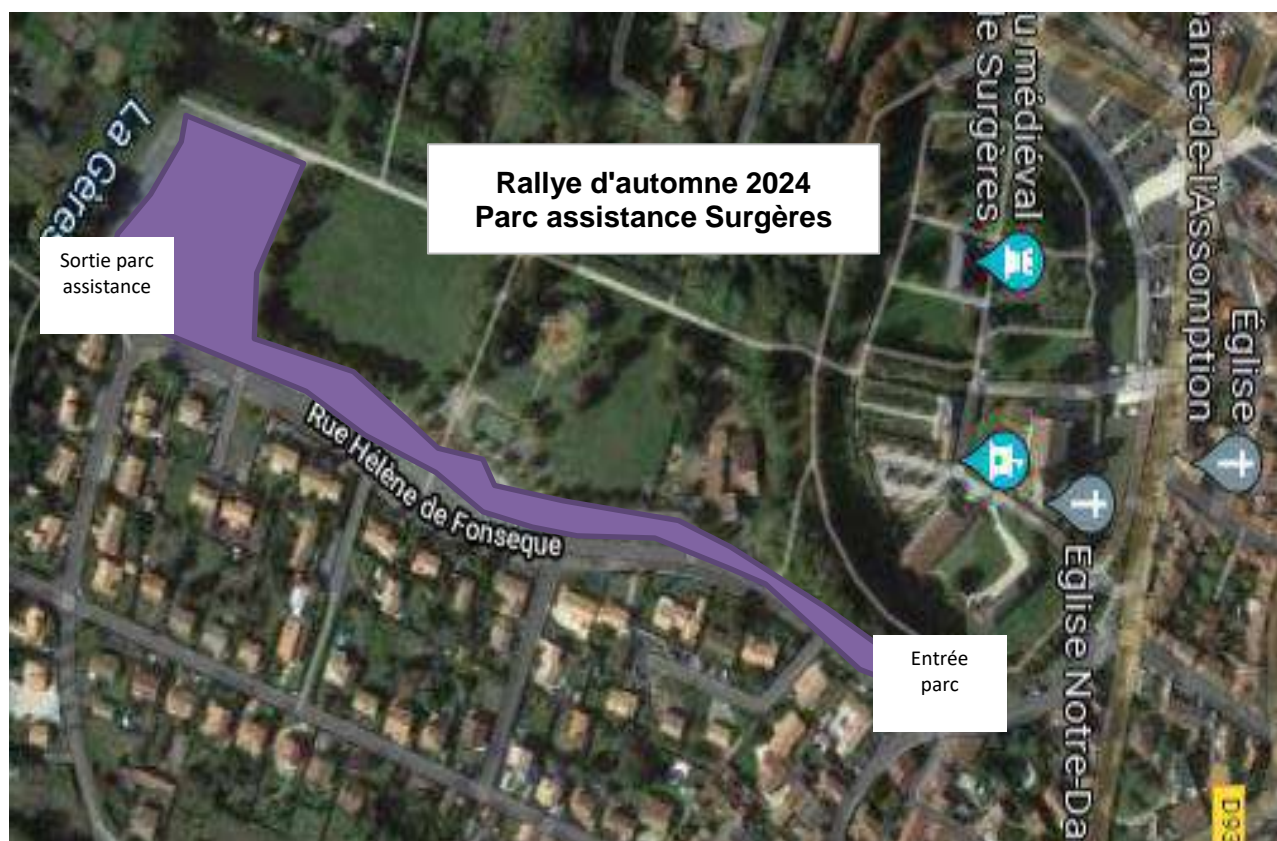 Rallye d'automne 2024
Parc assistance Surgères
Sortie parc
assistance
Entrée
parc
La Gères
Rue Hélène de Fonseque
u médiéval
de Surgères
ame-de-l'Assomption
Église
Eglise Notre-Da
D93